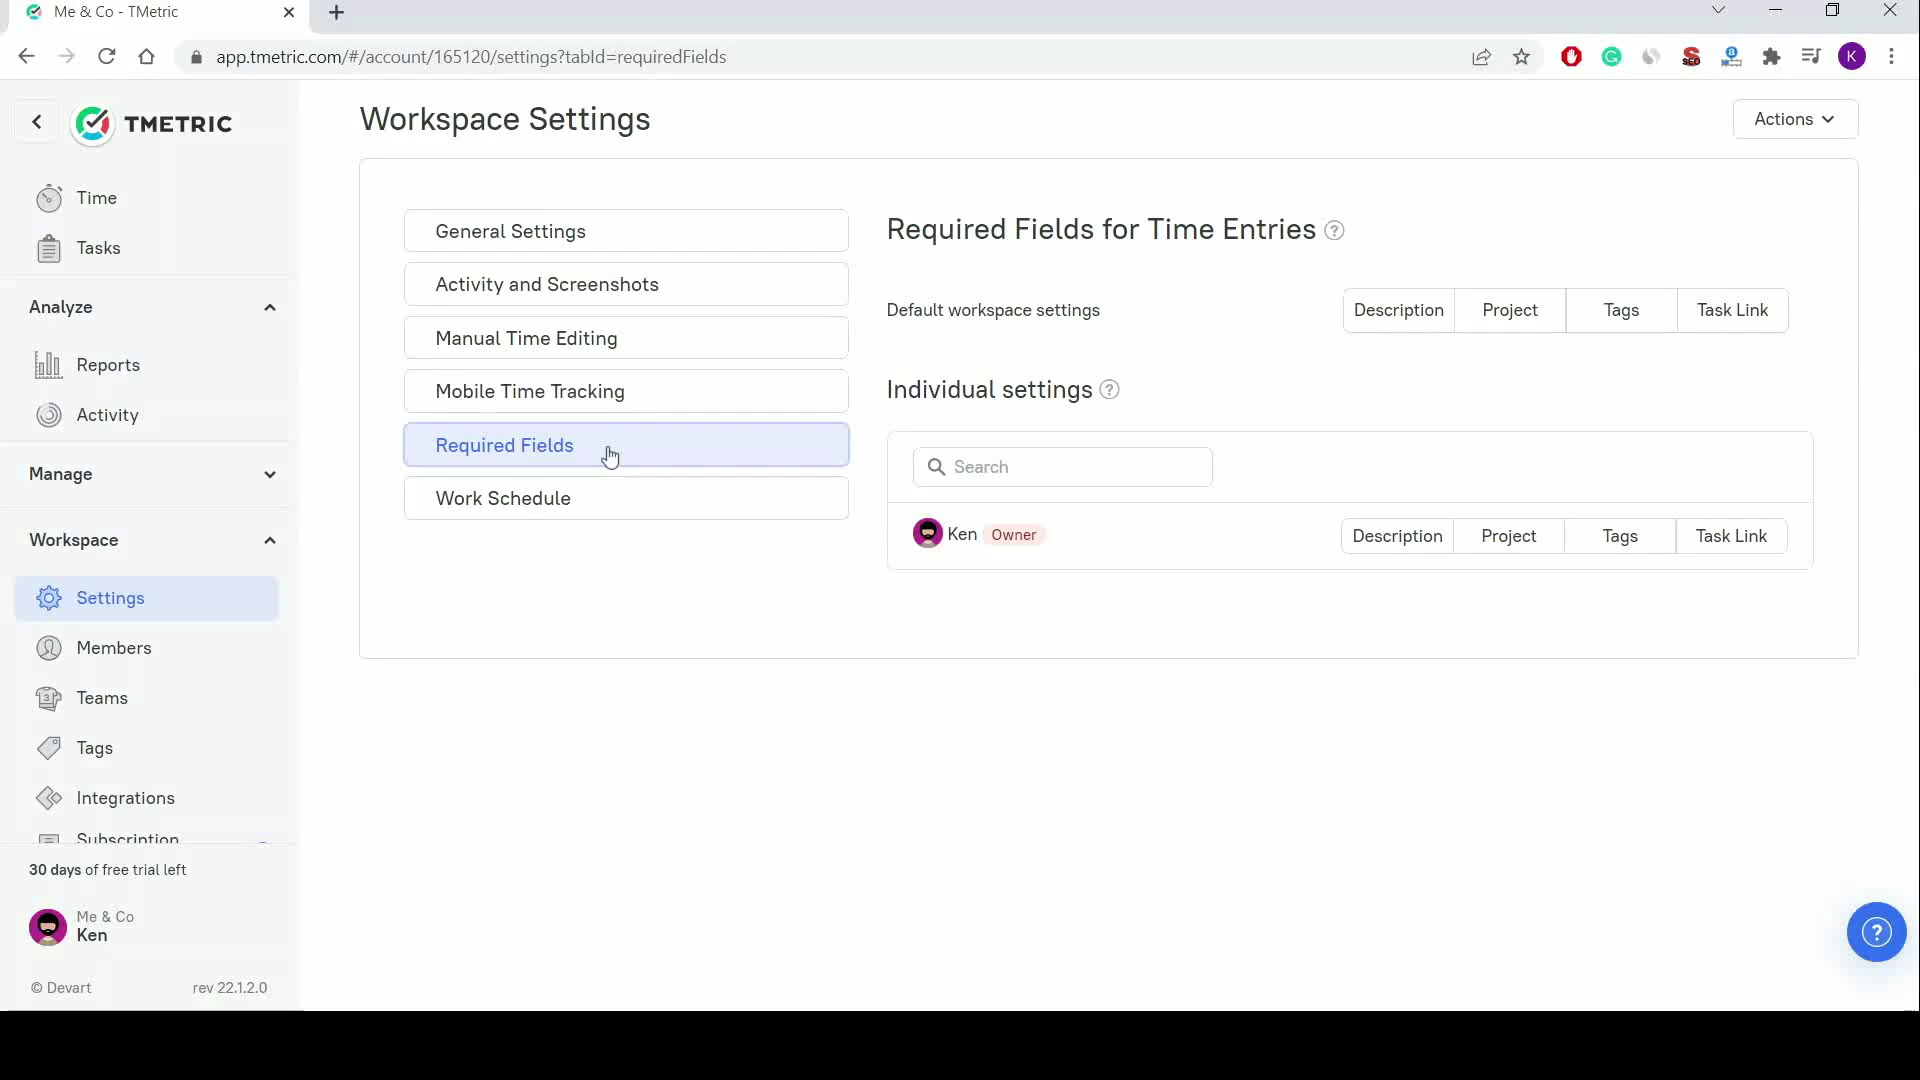 Me & Co - TMetric
app.tmetric.com/#/account/165120/settings?tabId=requiredFields
K
TMETRIC
Workspace Settings
Actions
Time
Tasks
Analyze
Reports
Activity
Manage
Workspace
Settings
Members
Teams
Tags
Integrations
Subscription
30 days of free trial left
Me & Co
Ken
© Devart
rev 22.1.2.0
General Settings
Activity and Screenshots
Manual Time Editing
Mobile Time Tracking
Required Fields
Work Schedule
Required Fields for Time Entries ?
Default workspace settings
Description Project Tags Task Link
Individual settings ?
Search
Ken Owner
Description Project Tags Task Link
?